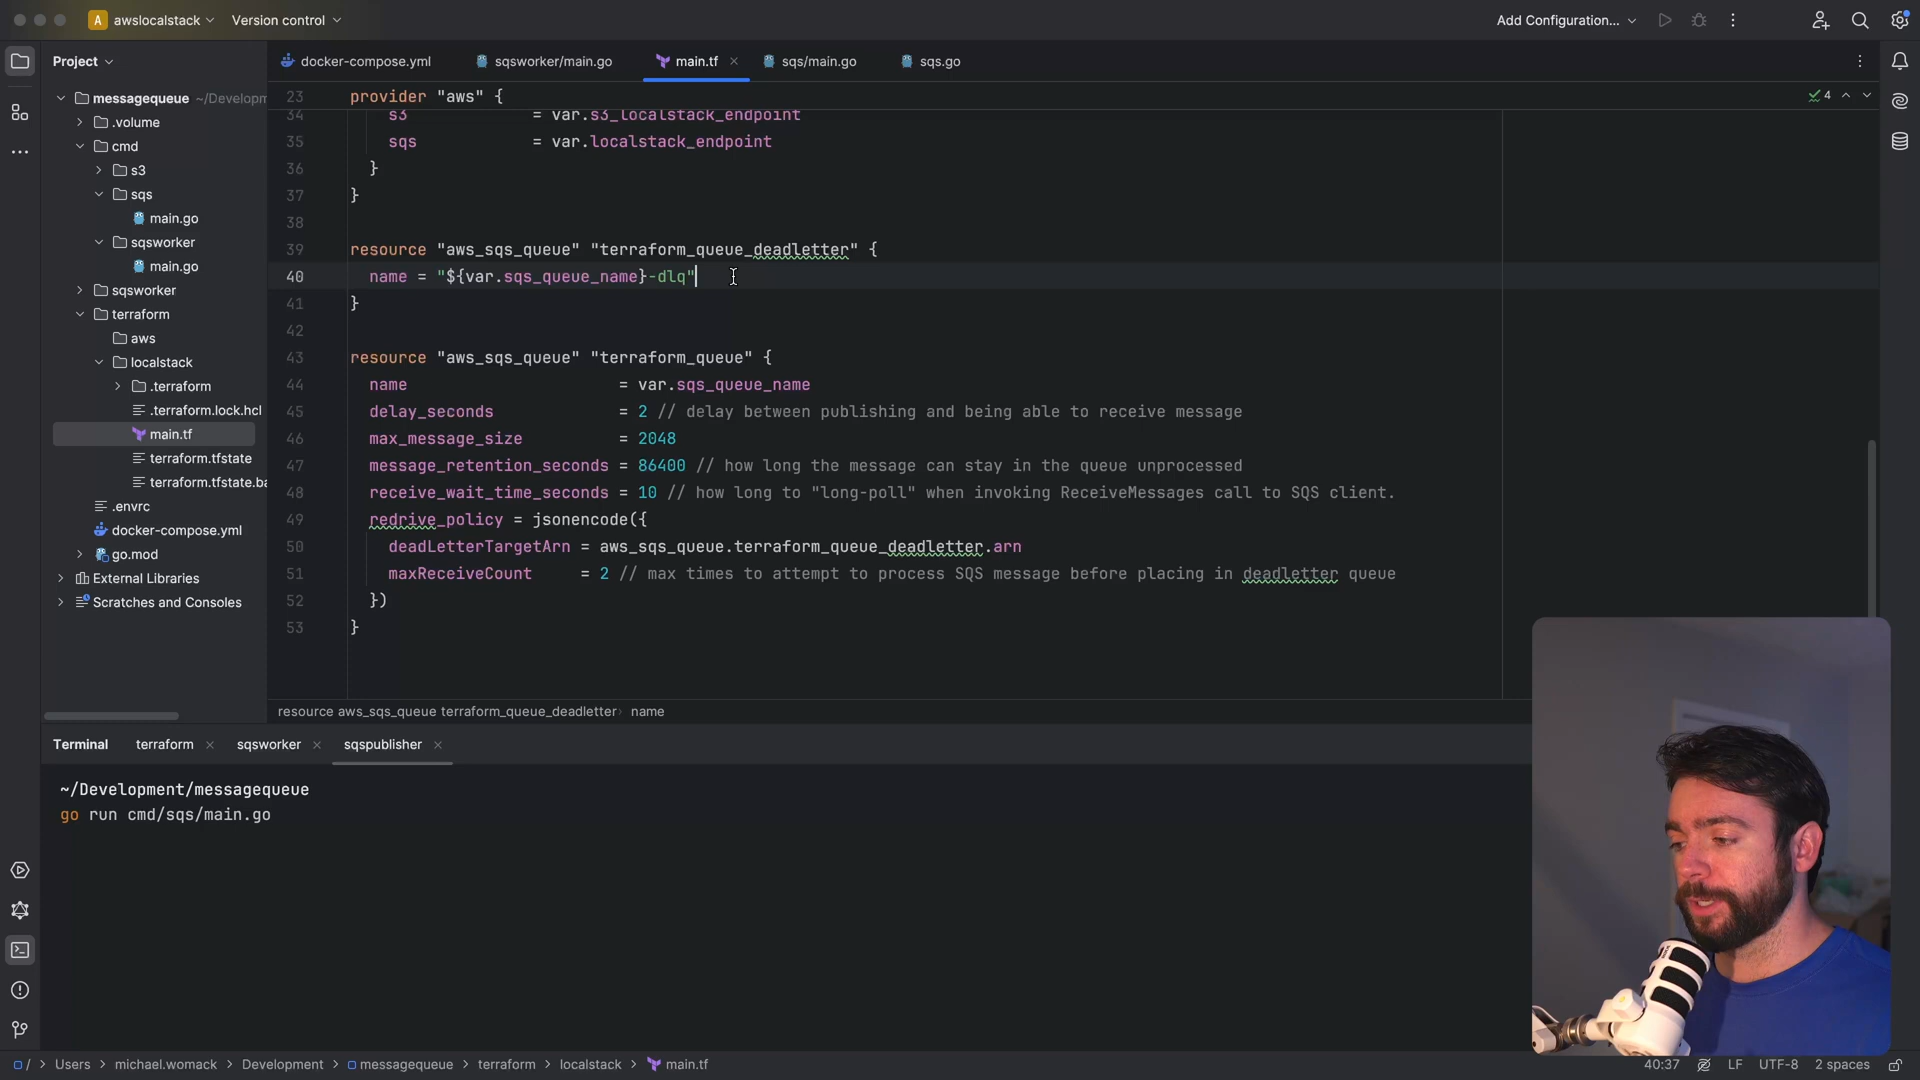 A awslocalstack Version control Add Configuration...
Project
docker-compose.yml sqsworker/main.go main.tf sqs/main.go sqs.go
messagequeue ~/Developm
.volume
cmd
s3
sqs
main.go
sqsworker
main.go
sqsworker
terraform
aws
localstack
.terraform
.terraform.lock.hcl
main.tf
terraform.tfstate
terraform.tfstate.ba
.envrc
docker-compose.yml
go.mod
External Libraries
Scratches and Consoles
4
23 provider "aws" {
34 s3 = var.s3_localstack_endpoint
35 sqs = var.localstack_endpoint
36 }
37 }
38
39 resource "aws_sqs_queue" "terraform_queue_deadletter" {
40 name = "${var.sqs_queue_name}-dlq"
41 }
42
43 resource "aws_sqs_queue" "terraform_queue" {
44 name = var.sqs_queue_name
45 delay_seconds = 2 // delay between publishing and being able to receive message
46 max_message_size = 2048
47 message_retention_seconds = 86400 // how long the message can stay in the queue unprocessed
48 receive_wait_time_seconds = 10 // how long to "long-poll" when invoking ReceiveMessages call to SQS client.
49 redrive_policy = jsonencode({
50 deadLetterTargetArn = aws_sqs_queue.terraform_queue_deadletter.arn
51 maxReceiveCount = 2 // max times to attempt to process SQS message before placing in deadletter queue
52 })
53 }
resource aws_sqs_queue terraform_queue_deadletter › name
Terminal terraform sqsworker sqspublisher
~/Development/messagequeue
go run cmd/sqs/main.go
/ › Users › michael.womack › Development › messagequeue › terraform › localstack › main.tf
40:37 LF UTF-8 2 spaces